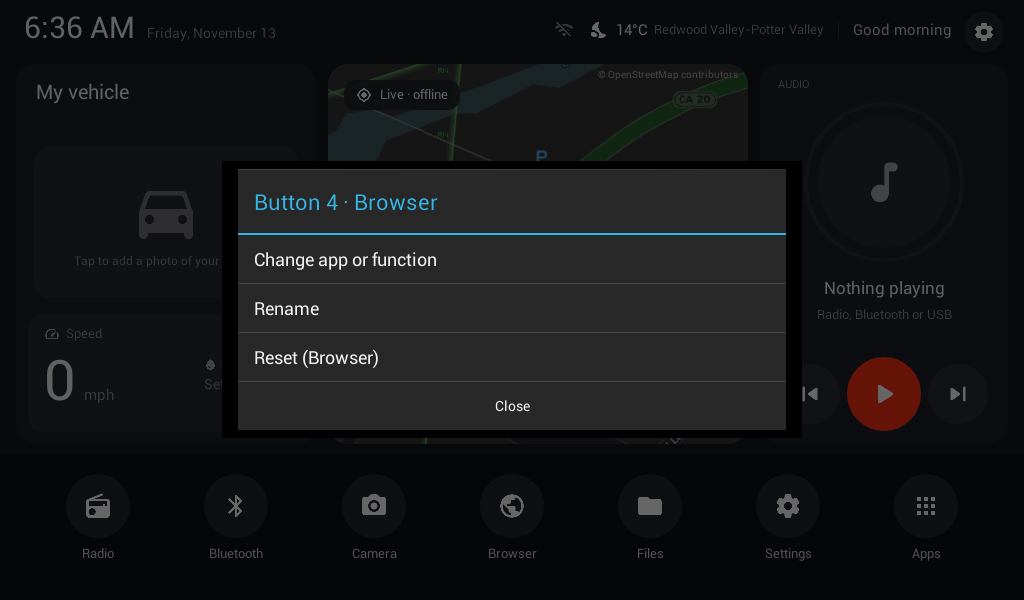 6:36 AM
Friday, November 13
14°C
Redwood Valley-Potter Valley
Good morning
My vehicle
Live · offline
© OpenStreetMap contributors
CA 20
RN
RN
P
AUDIO
Tap to add a photo of your
Button 4 · Browser
Change app or function
Rename
Reset (Browser)
Close
Nothing playing
Radio, Bluetooth or USB
Speed
0 mph
Radio
Bluetooth
Camera
Browser
Files
Settings
Apps